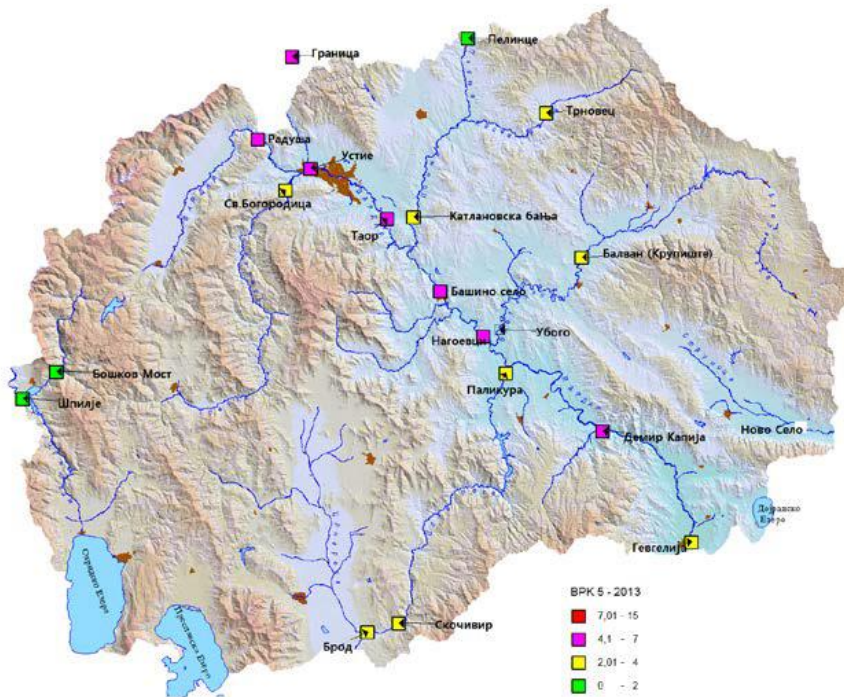 Пелинце
Граница
Трновец
Радуша
Устие
Св.Богородица
Катлановска бања
Таор
Балван (Крупиште)
Башино село
Убого
Нагоевци
Бошков Мост
Паликура
Шпилје
Ново Село
Демир Капија
Дојранско
Езеро
Гевгелија
Охридско Езеро
Преспанско Езеро
Скочивир
Брод
БРК 5 - 2013
7,01 - 15
4,1 - 7
2,01 - 4
0 - 2